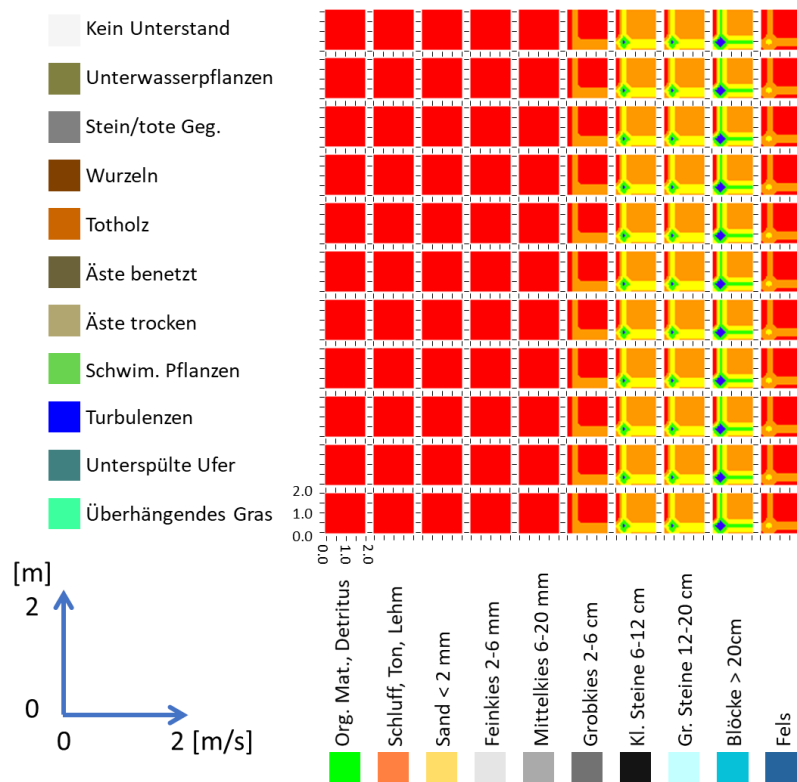 Kein Unterstand
Unterwasserpflanzen
Stein/tote Geg.
Wurzeln
Totholz
Äste benetzt
Äste trocken
Schwim. Pflanzen
Turbulenzen
Unterspülte Ufer
Überhängendes Gras
2.0
1.0
0.0
0.0
1.0
2.0
[m]
2
0
0
2 [m/s]
Org. Mat., Detritus
Schluff, Ton, Lehm
Sand < 2 mm
Feinkies 2-6 mm
Mittelkies 6-20 mm
Grobkies 2-6 cm
Kl. Steine 6-12 cm
Gr. Steine 12-20 cm
Blöcke > 20cm
Fels